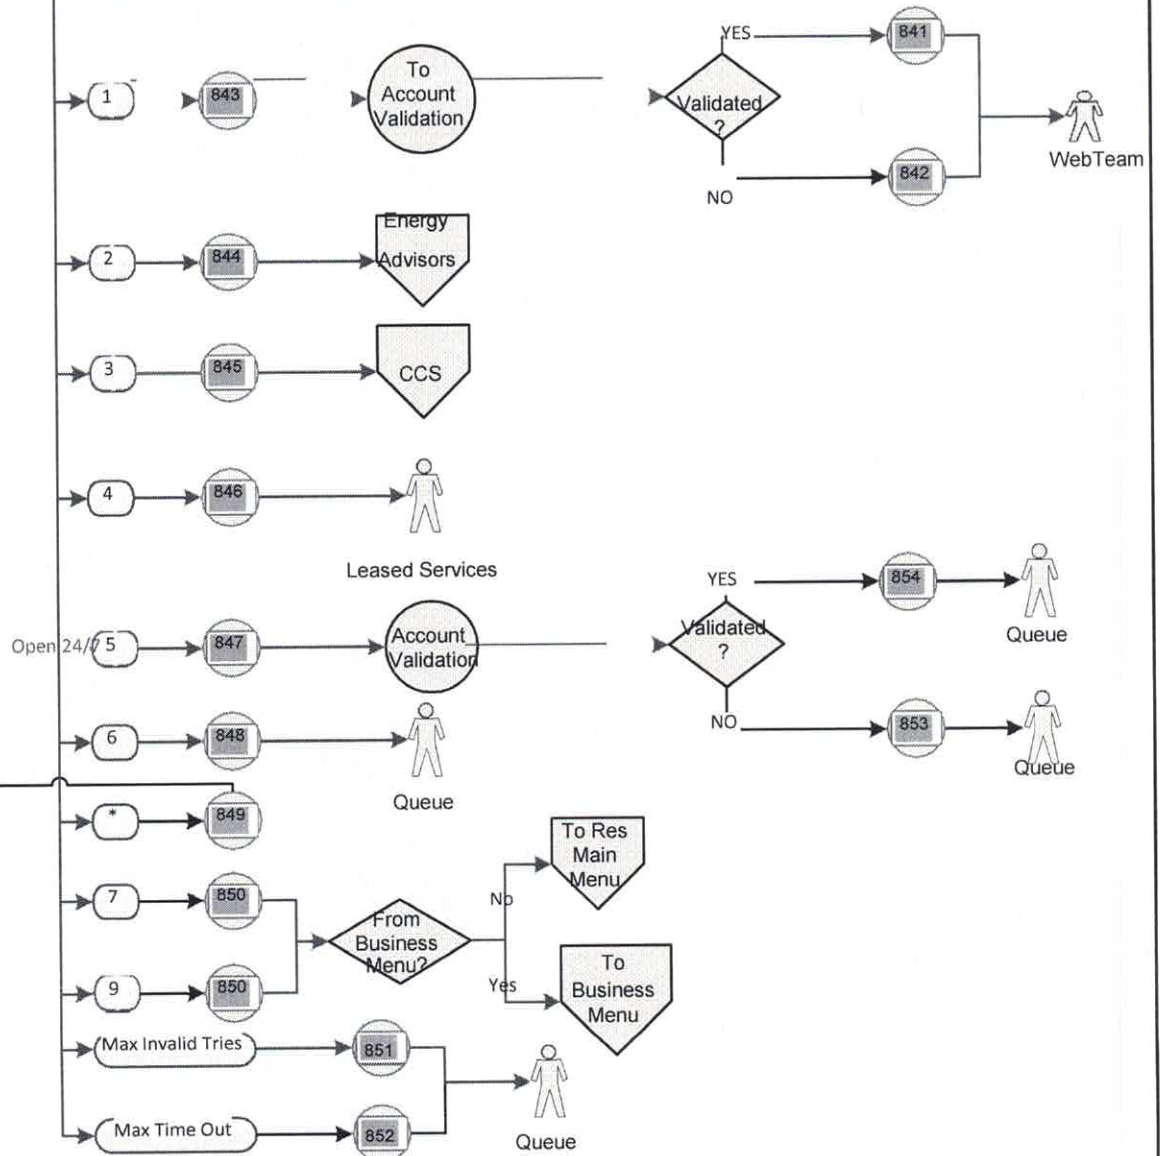 YES
841
1
843
To
Account
Validation
Validated
?
842
NO
WebTeam
2
844
Energy
Advisors
3
845
CCS
4
846
Leased Services
YES
854
Queue
Open 24/7
5
847
Account
Validation
Validated
?
NO
853
Queue
6
848
Queue
*
849
7
850
To Res
Main
Menu
No
From
Business
Menu?
Yes
To
Business
Menu
9
850
Max Invalid Tries
851
Max Time Out
852
Queue